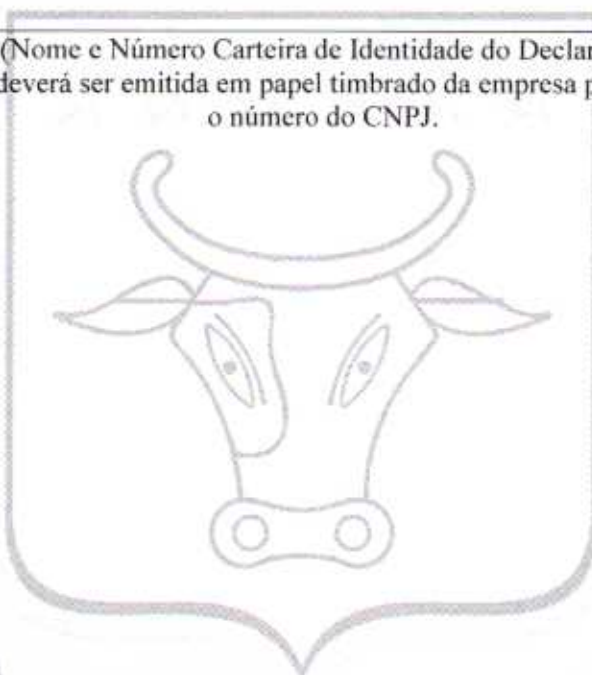 (Nome e Número Carteira de Identidade do Declar
deverá ser emitida em papel timbrado da empresa p
o número do CNPJ.